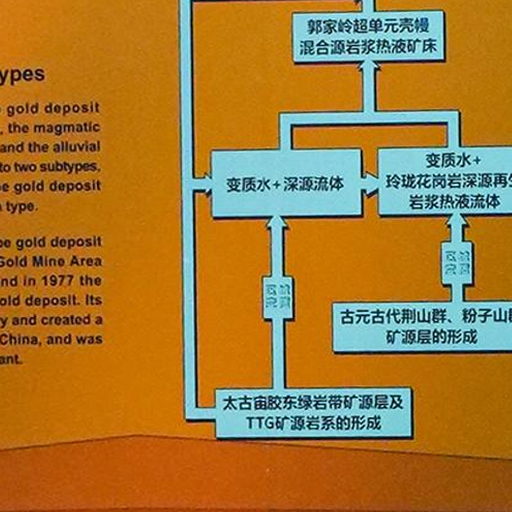 ypes
gold deposit
, the magmatic
and the alluvial
to two subtypes,
e gold deposit
type.
pe gold deposit
Gold Mine Area
nd in 1977 the
old deposit. Its
y and created a
China, and was
ant.
郭家岭超单元壳幔
混合源岩浆热液矿床
变质水+深源流体
变质水+
玲珑花岗岩深源再生
岩浆热液流体
古元古代荆山群、粉子山群
矿源层的形成
太古宙胶东绿岩带矿源层及
TTG矿源岩系的形成